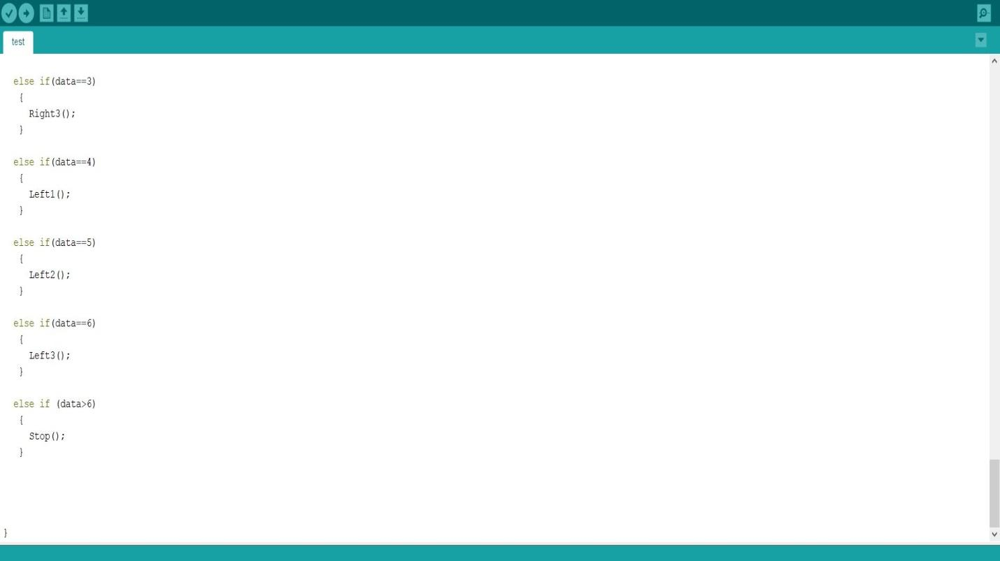 test
else if(data==3)
{
Right3();
}
else if(data==4)
{
Left1();
}
else if(data==5)
{
Left2();
}
else if(data==6)
{
Left3();
}
else if (data>6)
{
Stop();
}
}